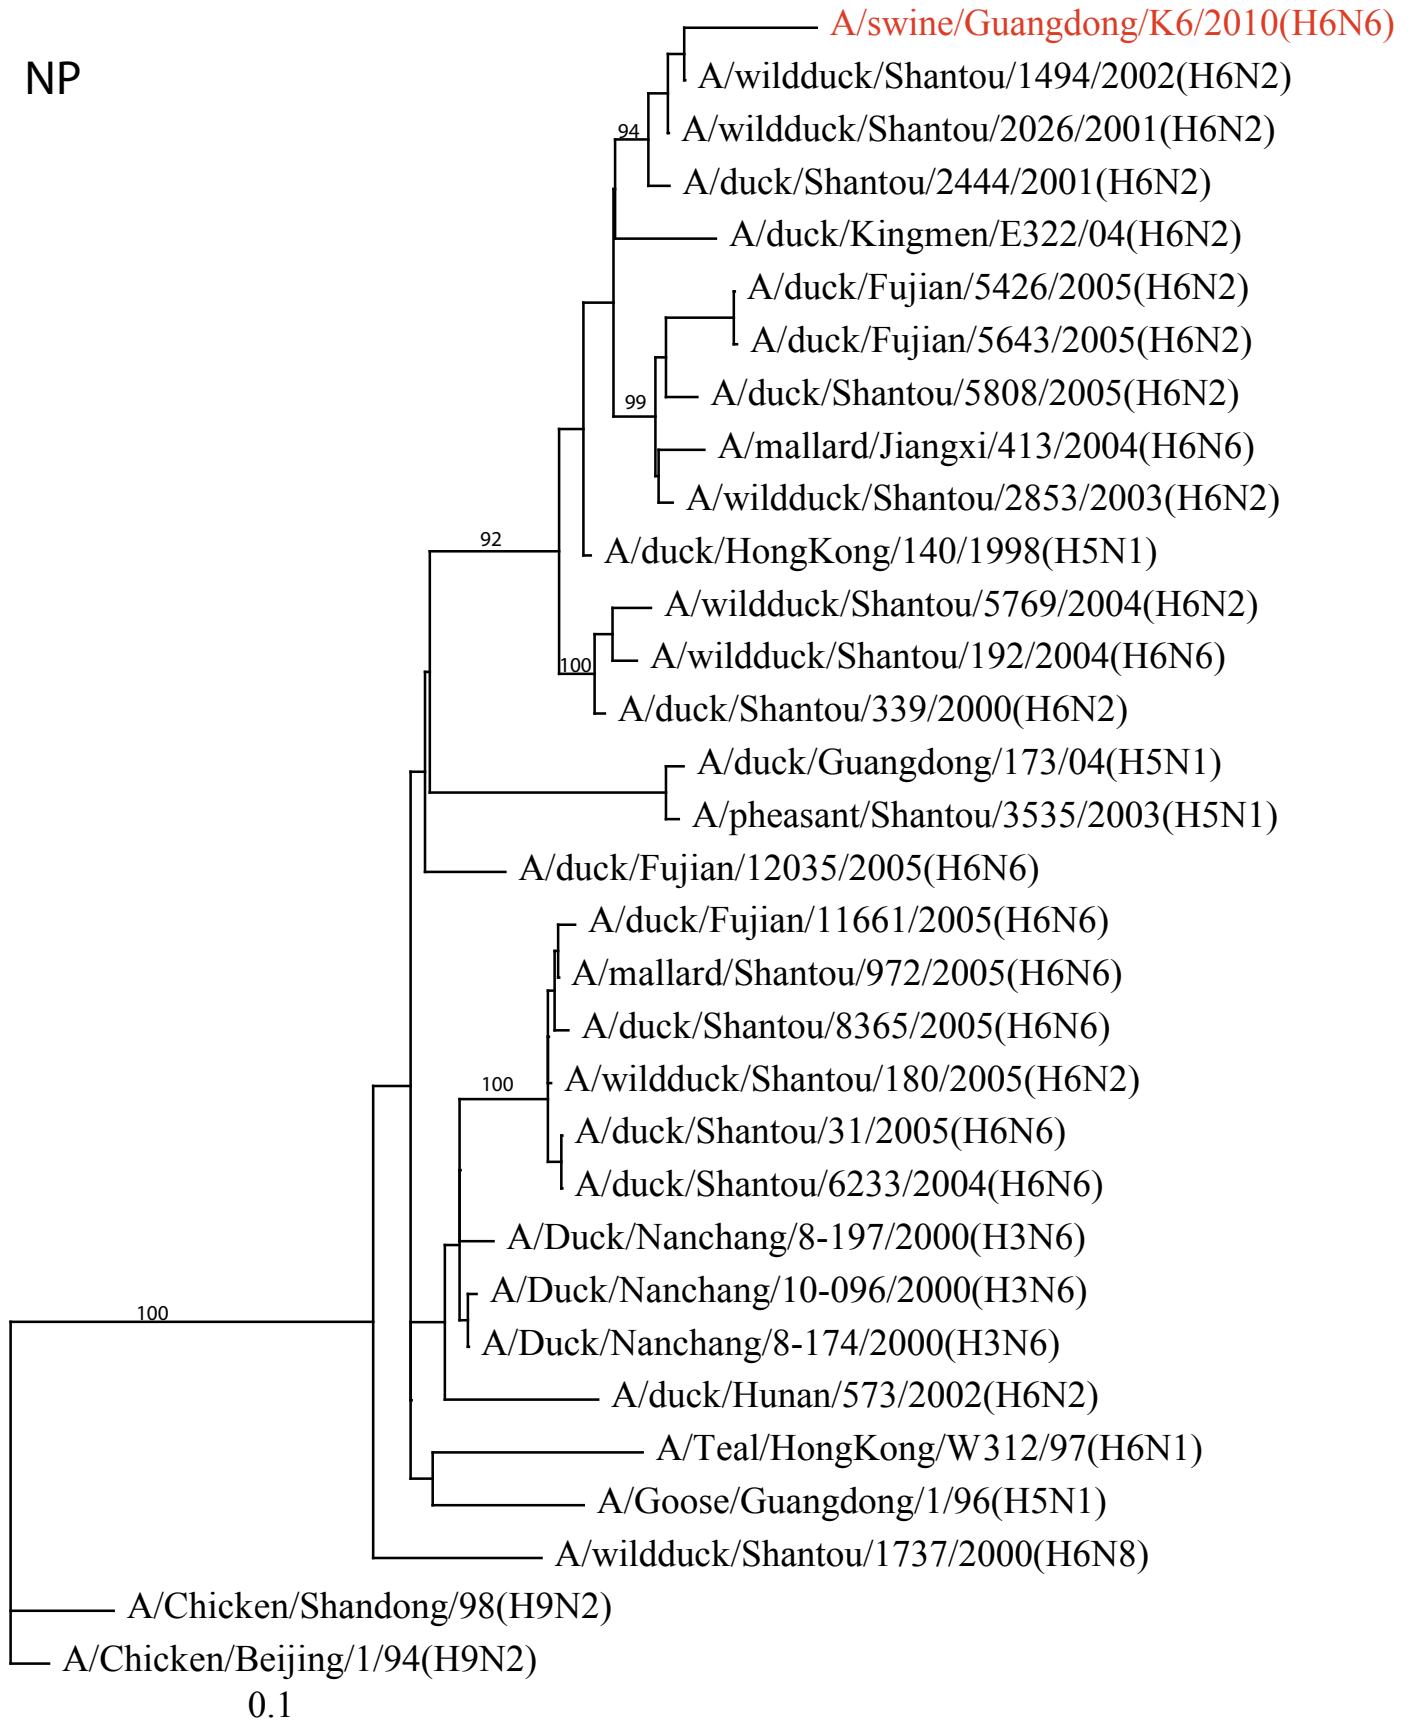 A/swine/Guangdong/K6/2010(H6N6)
NP
A/wildduck/Shantou/1494/2002(H6N2)
94
A/wildduck/Shantou/2026/2001(H6N2)
A/duck/Shantou/2444/2001(H6N2)
A/duck/Kingmen/E322/04(H6N2)
A/duck/Fujian/5426/2005(H6N2)
A/duck/Fujian/5643/2005(H6N2)
A/duck/Shantou/5808/2005(H6N2)
99
A/mallard/Jiangxi/413/2004(H6N6)
A/wildduck/Shantou/2853/2003(H6N2)
92
A/duck/HongKong/140/1998(H5N1)
A/wildduck/Shantou/5769/2004(H6N2)
100
A/wildduck/Shantou/192/2004(H6N6)
A/duck/Shantou/339/2000(H6N2)
A/duck/Guangdong/173/04(H5N1)
A/pheasant/Shantou/3535/2003(H5N1)
A/duck/Fujian/12035/2005(H6N6)
A/duck/Fujian/11661/2005(H6N6)
A/mallard/Shantou/972/2005(H6N6)
A/duck/Shantou/8365/2005(H6N6)
100
A/wildduck/Shantou/180/2005(H6N2)
A/duck/Shantou/31/2005(H6N6)
A/duck/Shantou/6233/2004(H6N6)
A/Duck/Nanchang/8-197/2000(H3N6)
A/Duck/Nanchang/10-096/2000(H3N6)
100
A/Duck/Nanchang/8-174/2000(H3N6)
A/duck/Hunan/573/2002(H6N2)
A/Teal/HongKong/W312/97(H6N1)
A/Goose/Guangdong/1/96(H5N1)
A/wildduck/Shantou/1737/2000(H6N8)
A/Chicken/Shandong/98(H9N2)
A/Chicken/Beijing/1/94(H9N2)
0.1